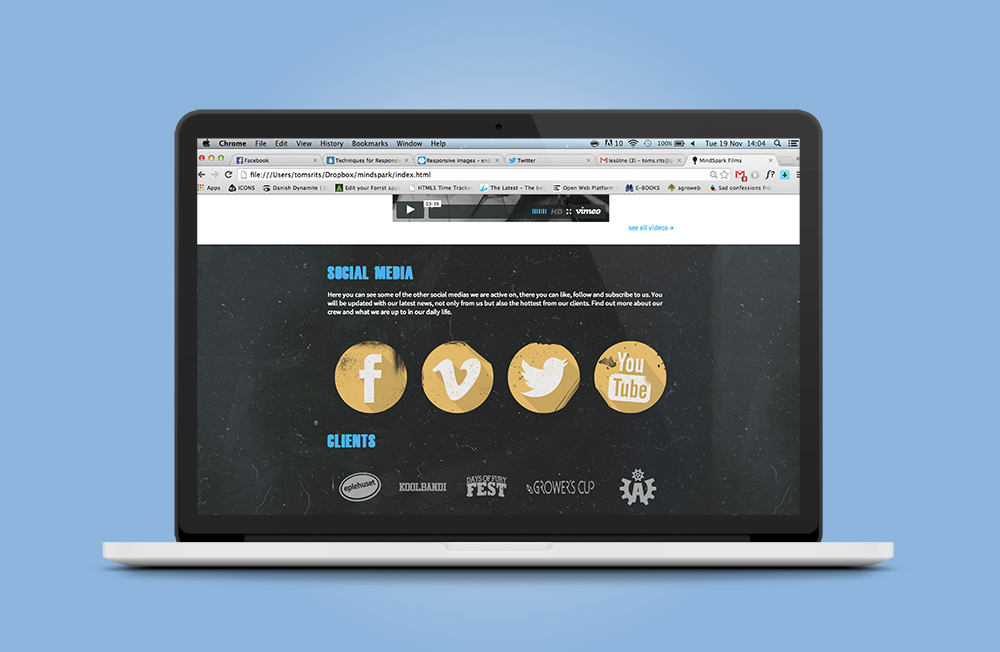 Chrome File Edit View History Bookmarks Window Help 10 (3) 100% Tue 19 Nov 14:04
Facebook Techniques for Responsiv Responsive images – end Twitter lesūtne – toms.rits@g MindSpark Films
file:///Users/tomsrits/Dropbox/mindspark/index.html
Apps ICONS Danish Dynamite | Edit your Forrst app HTML5 Time Tracke The Latest – The be Open Web Platform E-BOOKS agroweb Sad confessions fro
03:39
HD vimeo
see all videos→
SOCIAL MEDIA
Here you can see some of the other social medias we are active on, there you can like, follow and subscribe to us. You
will be updated with our latest news, not only from us but also the hottest from our clients. Find out more about our
crew and what we are up to in our daily life.
You
Tube
CLIENTS
eplehuset KOOLBANDI DAYS OF FURY FEST GROWER'S CUP A